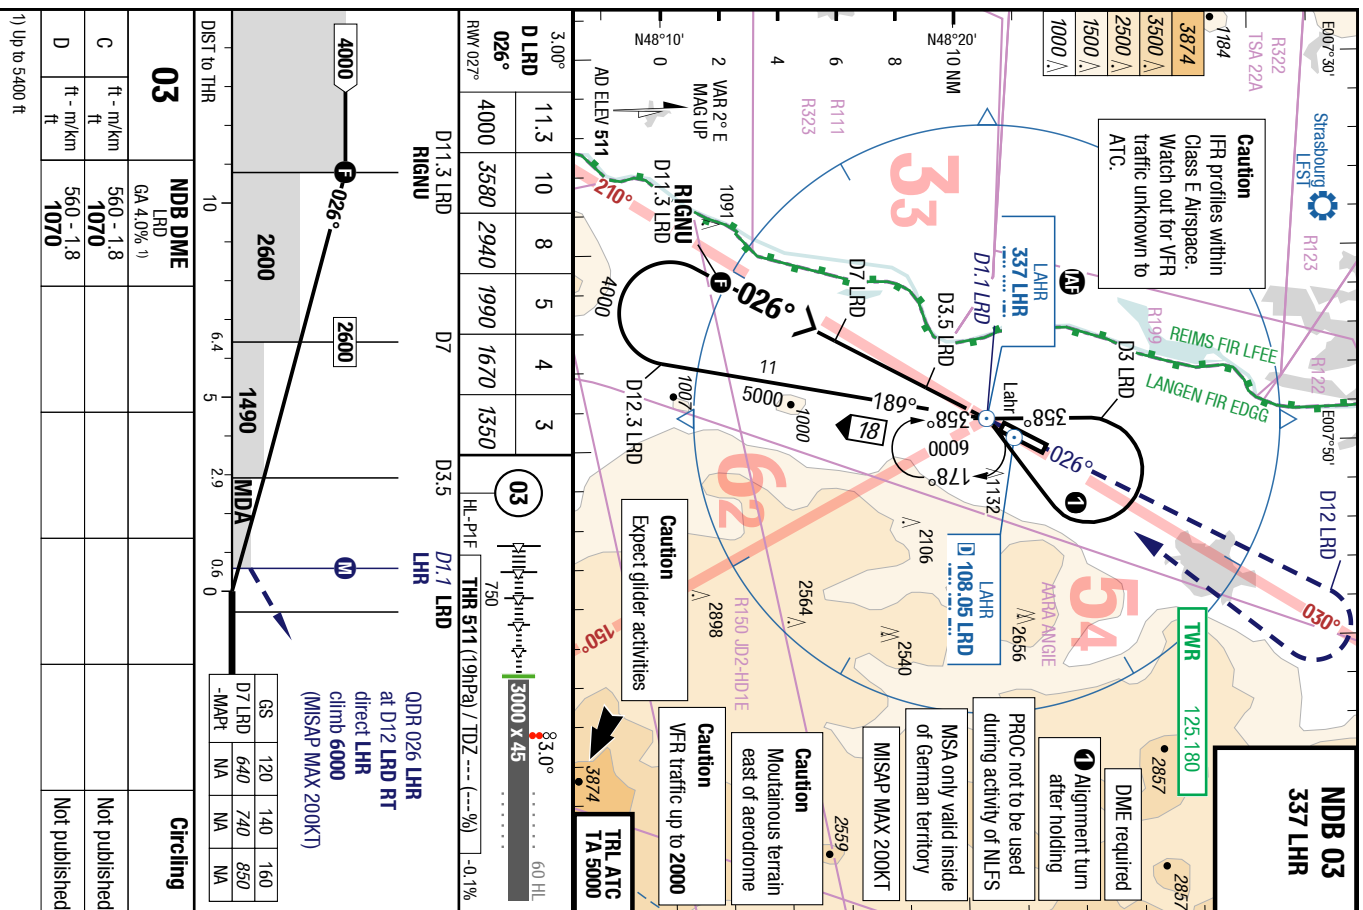 NDB 03
337 LHR
TWR 125.180
E007°30'
E007°50'
N48°20'
N48°10'
R322
TSA 22A
1184
3874
3500
2500
1500
1000
Strasbourg
LFST
R123
R122
R199
R111
R323
Caution
IFR profiles within
Class E Airspace.
Watch out for VFR
traffic unknown to
ATC.
REIMS FIR LFEE
LANGEN FIR EDGG
IAF
LAHR
337 LHR
D1.1 LRD
33
10 NM
8
6
4
2
0
VAR 2° E
MAG UP
AD ELEV 511
210°
RIGNU
D11.3 LRD
1091
F
026°
D7 LRD
D3.5 LRD
D3 LRD
Lahr
358°
358°
6000
178°
189°
11
5000
18
4000
D12.3 LRD
1007
1000
1132
026°
1
D12 LRD
030°
54
62
150°
2106
2564
2540
2656
2898
2857
2857
2559
3874
AARA ANGIE
R150 JD2-HD1E
LAHR
D 108.05 LRD
Caution
Expect glider activities
DME required
1 Alignment turn
after holding
PROC not to be used
during activity of NLFS
MSA only valid inside
of German territory
MISAP MAX 200KT
Caution
Moutainous terrain
east of aerodrome
Caution
VFR traffic up to 2000
TRL ATC
TA 5000
3.00° 11.3 10 8 5 4 3
D LRD
026° 4000 3580 2940 1990 1670 1350
RWY 027°
03
HL-P1F
750
3.0°
3000 x 45
60 HL
THR 511 (19hPa) / TDZ --- (---%)
-0.1%
D11.3 LRD
RIGNU
D7
D3.5
D1.1 LRD
LHR
4000
F
026°
2600
2600
1490
MDA
M
DIST to THR
10
6.4
5
2.9
0.6
0
QDR 026 LHR
at D12 LRD RT
direct LHR
climb 6000
(MISAP MAX 200KT)
GS 120 140 160
D7 LRD 640 740 850
-MAPt NA NA NA
03
NDB DME
LRD
GA 4.0% 1)
Circling
C ft - m/km 560 - 1.8 Not published
ft 1070
D ft - m/km 560 - 1.8 Not published
ft 1070
1) Up to 5400 ft